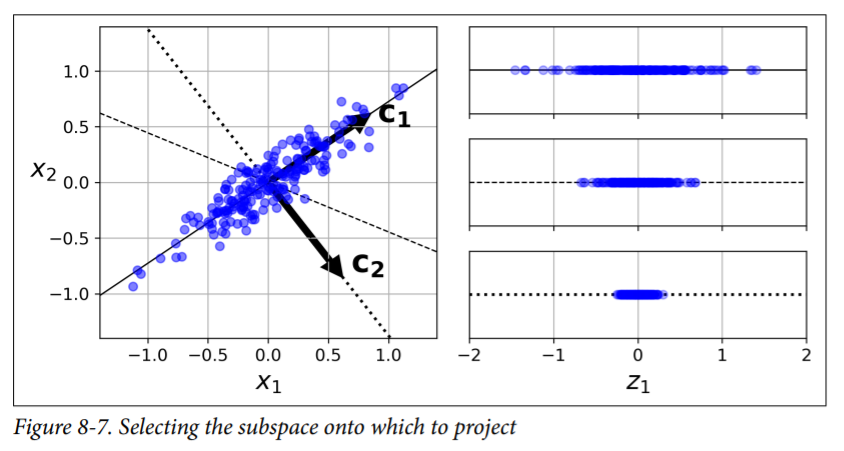 1.0
0.5
0.0
−0.5
−1.0
x₂
c₁
c₂
−1.0 −0.5 0.0 0.5 1.0
x₁
−2 −1 0 1 2
z₁
Figure 8-7. Selecting the subspace onto which to project